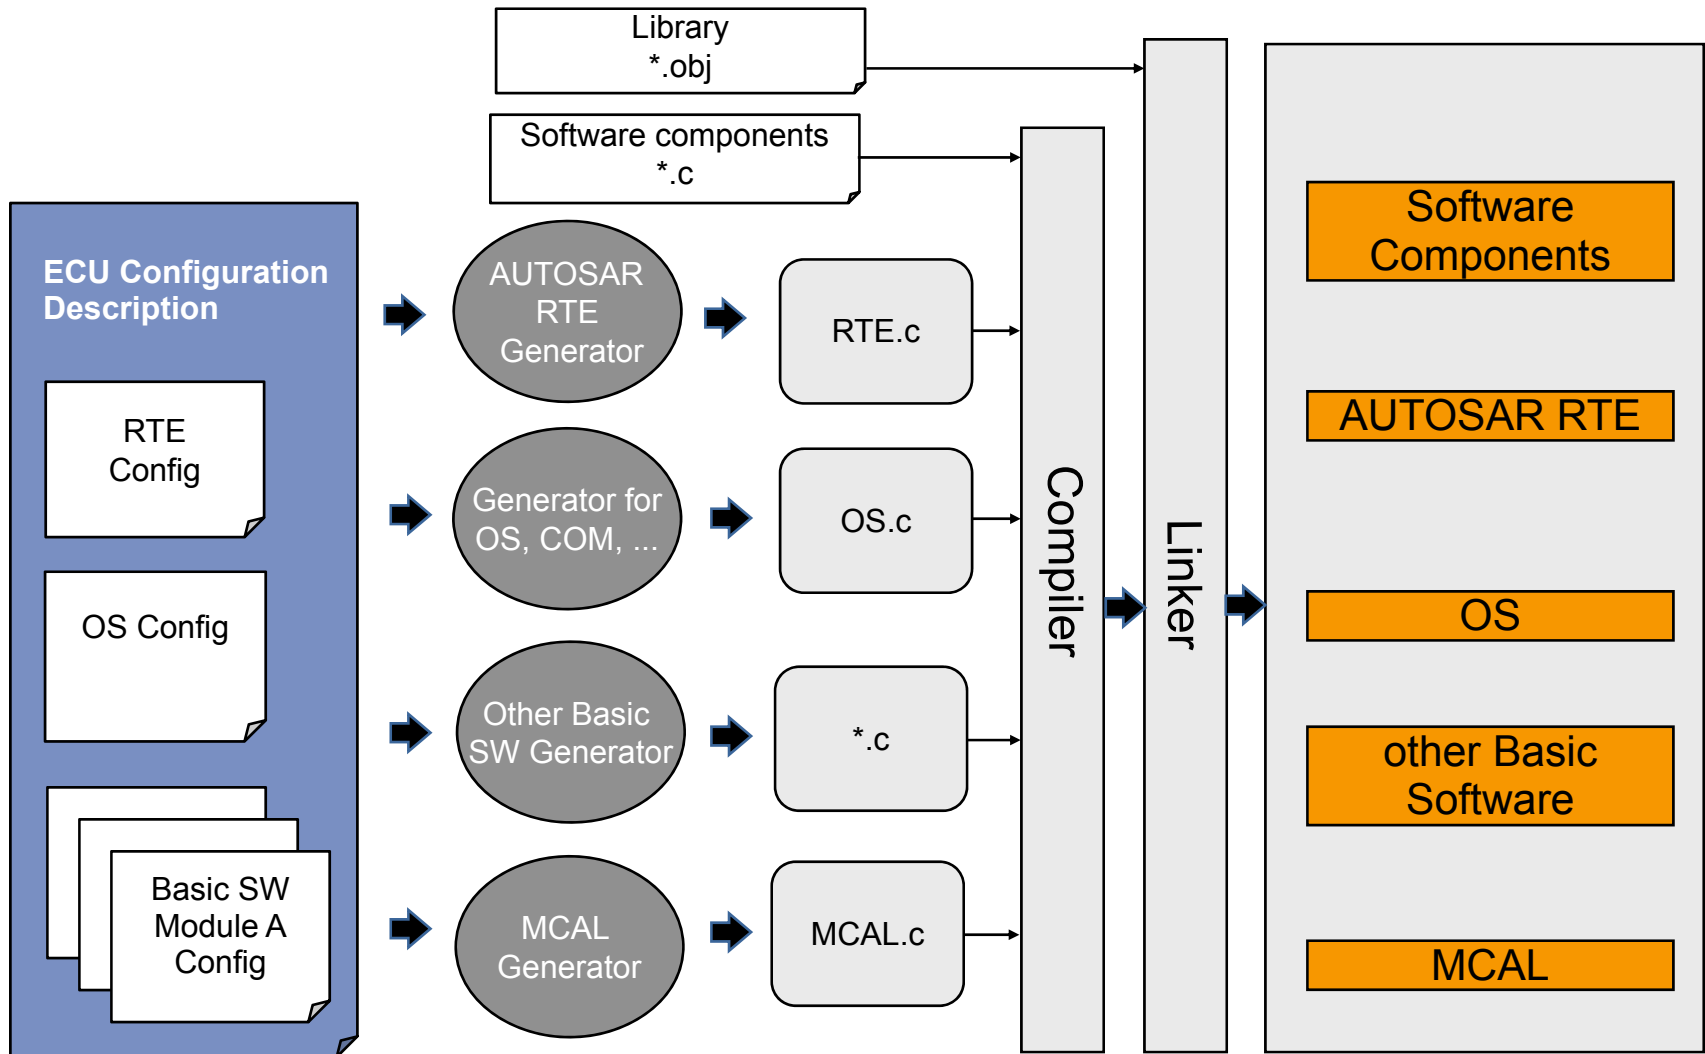 Library
*.obj
Software components
*.c
ECU Configuration
Description
RTE
Config
OS Config
Basic SW
Module A
Config
AUTOSAR
RTE
Generator
Generator for
OS, COM, ...
Other Basic
SW Generator
MCAL
Generator
RTE.c
OS.c
*.c
MCAL.c
Compiler
Linker
Software
Components
AUTOSAR RTE
OS
other Basic
Software
MCAL